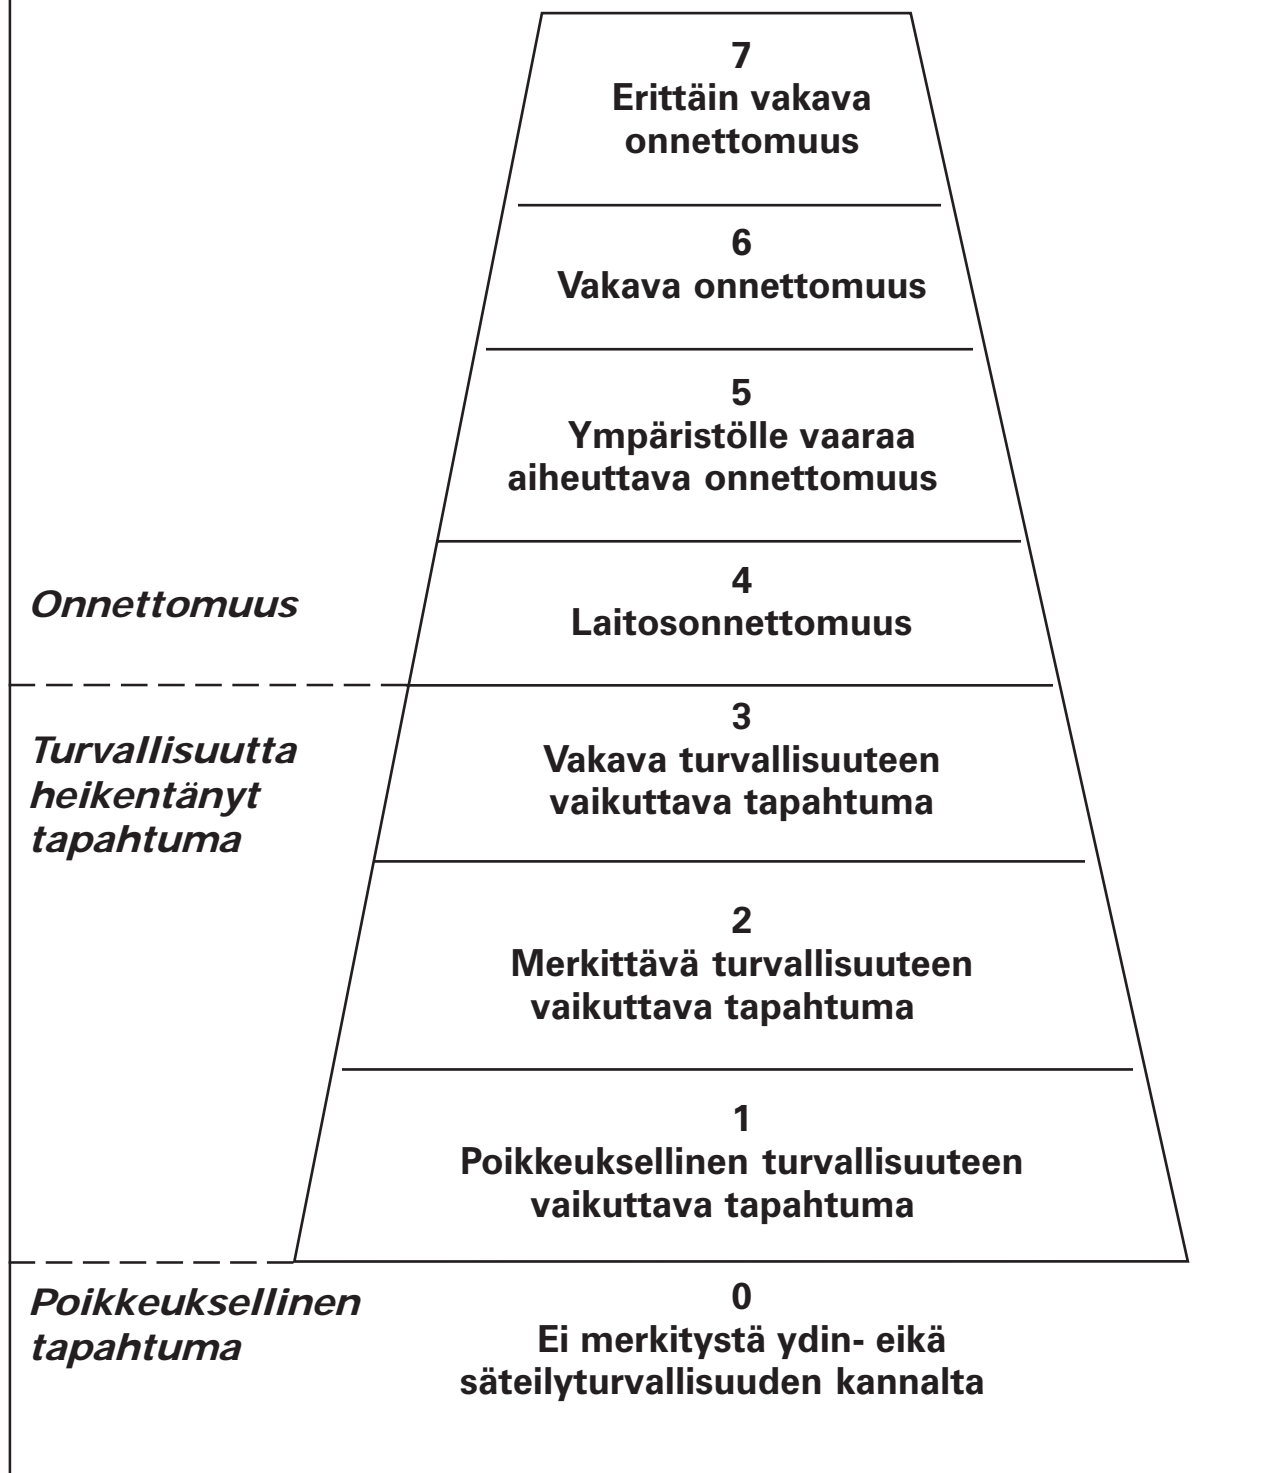 7
Erittäin vakava
onnettomuus
6
Vakava onnettomuus
5
Ympäristölle vaaraa
aiheuttava onnettomuus
Onnettomuus
4
Laitosonnettomuus
Turvallisuutta
heikentänyt
tapahtuma
3
Vakava turvallisuuteen
vaikuttava tapahtuma
2
Merkittävä turvallisuuteen
vaikuttava tapahtuma
1
Poikkeuksellinen turvallisuuteen
vaikuttava tapahtuma
Poikkeuksellinen
tapahtuma
0
Ei merkitystä ydin- eikä
säteilyturvallisuuden kannalta